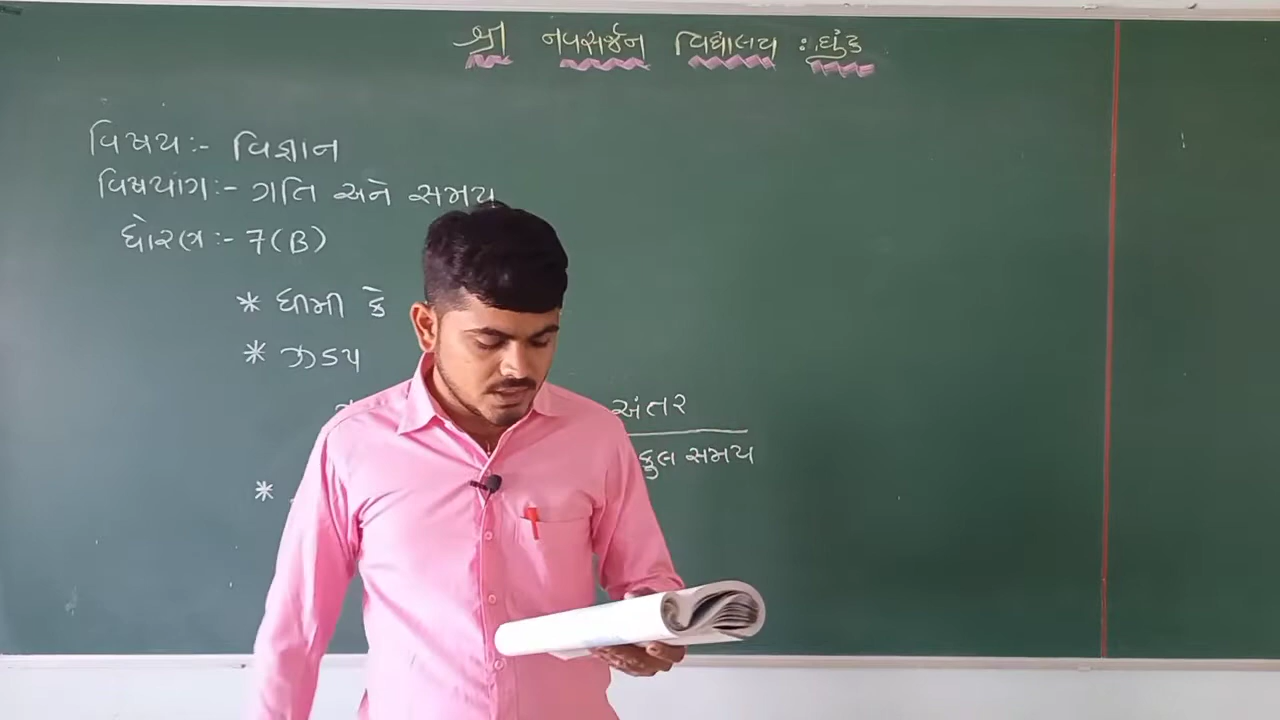 શ્રી નવસર્જન વિદ્યાલય : ઘુંટ
વિષય:- વિજ્ઞાન
વિષયાંગ:- ગતિ અને સમય
ધોરણ:- 7(B)
* ધીમી કે
* ઝડપ
અંતર
કુલ સમય
*